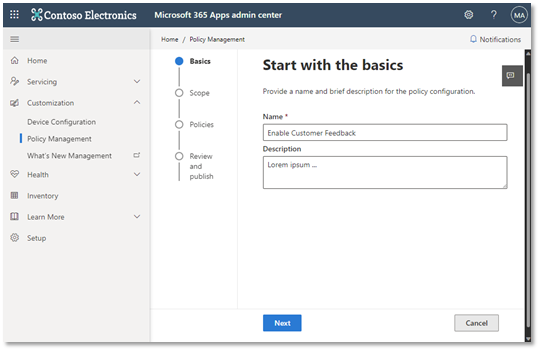 Contoso Electronics Microsoft 365 Apps admin center ? MA
Home / Policy Management Notifications
Home
Servicing
Customization
Device Configuration
Policy Management
What's New Management
Health
Inventory
Learn More
Setup
Basics
Scope
Policies
Review
and
publish
Start with the basics
Provide a name and brief description for the policy configuration.
Name *
Enable Customer Feedback
Description
Lorem ipsum ...
Next
Cancel